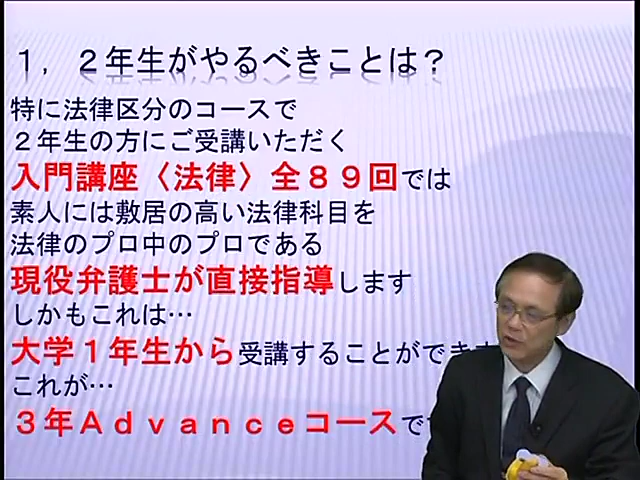 １，２年生がやるべきことは？
特に法律区分のコースで
２年生の方にご受講いただく
入門講座〈法律〉全８９回では
素人には敷居の高い法律科目を
法律のプロ中のプロである
現役弁護士が直接指導します
しかもこれは…
大学１年生から受講することができま
これが…
３年Ａｄｖａｎｃｅコースで